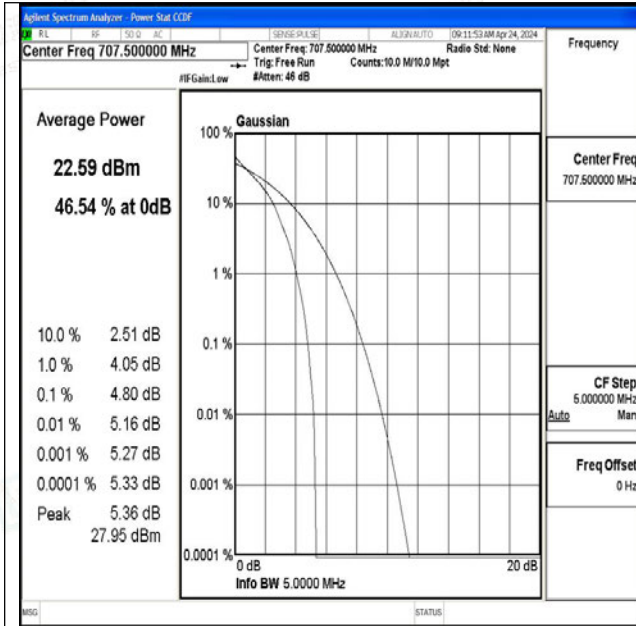 Agilent Spectrum Analyzer - Power Stat CCDF
RL RF 50 Ω AC SENSE:PULSE ALIGNAUTO 09:11:53 AM Apr 24, 2024
Center Freq 707.500000 MHz
Center Freq: 707.500000 MHz Radio Std: None
Trig: Free Run Counts:10.0 M/10.0 Mpt
#IFGain:Low #Atten: 46 dB
Frequency
Average Power
22.59 dBm
46.54 % at 0dB
10.0 % 2.51 dB
1.0 % 4.05 dB
0.1 % 4.80 dB
0.01 % 5.16 dB
0.001 % 5.27 dB
0.0001 % 5.33 dB
Peak 5.36 dB
27.95 dBm
Gaussian
100 %
10 %
1 %
0.1 %
0.01 %
0.001 %
0.0001 %
0 dB 20 dB
Info BW 5.0000 MHz
Center Freq
707.500000 MHz
CF Step
5.000000 MHz
Auto Man
Freq Offset
0 Hz
MSG STATUS